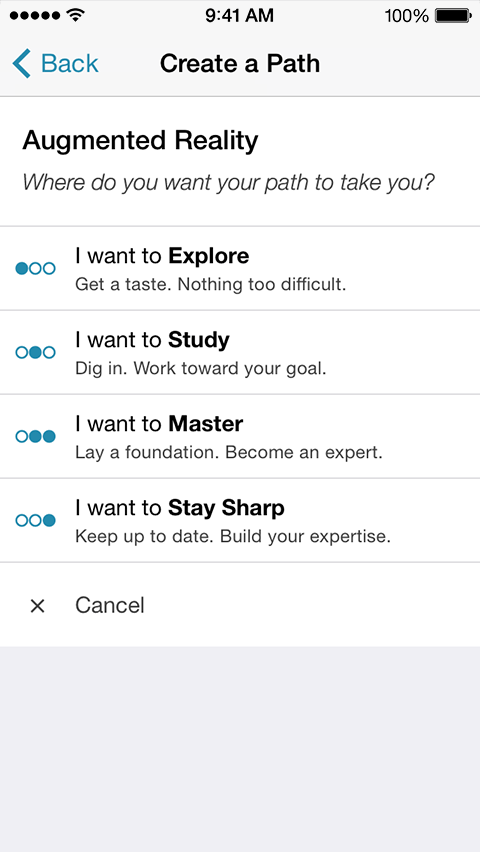 9:41 AM 100%
Back Create a Path
Augmented Reality
Where do you want your path to take you?
I want to Explore
Get a taste. Nothing too difficult.
I want to Study
Dig in. Work toward your goal.
I want to Master
Lay a foundation. Become an expert.
I want to Stay Sharp
Keep up to date. Build your expertise.
Cancel